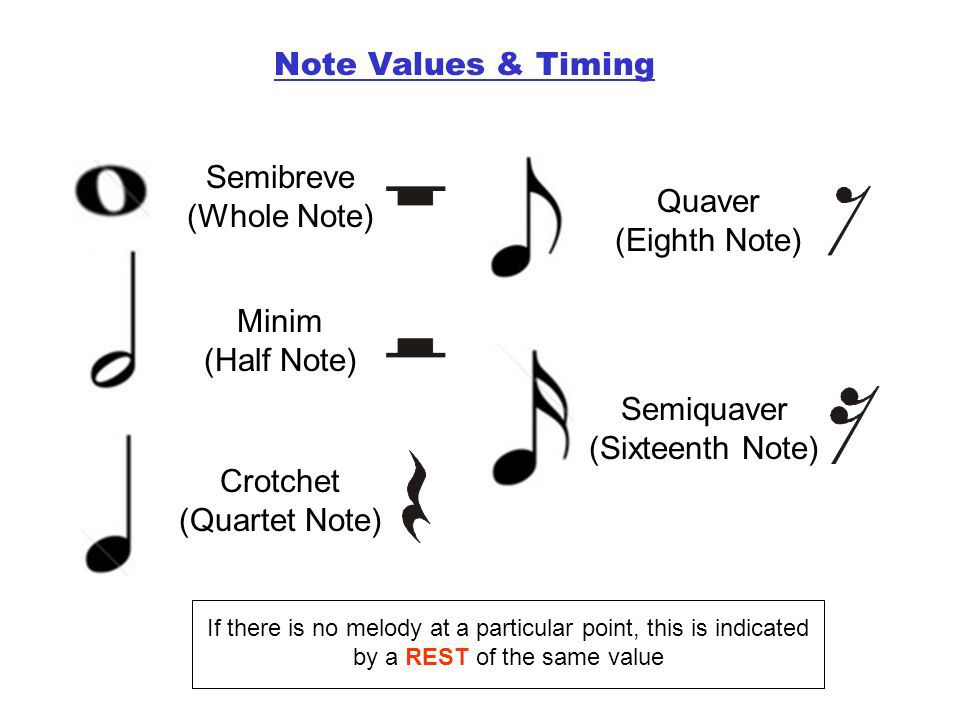 Note Values & Timing
Semibreve
(Whole Note)
Minim
(Half Note)
Crotchet
(Quartet Note)
Quaver
(Eighth Note)
Semiquaver
(Sixteenth Note)
If there is no melody at a particular point, this is indicated
by a REST of the same value